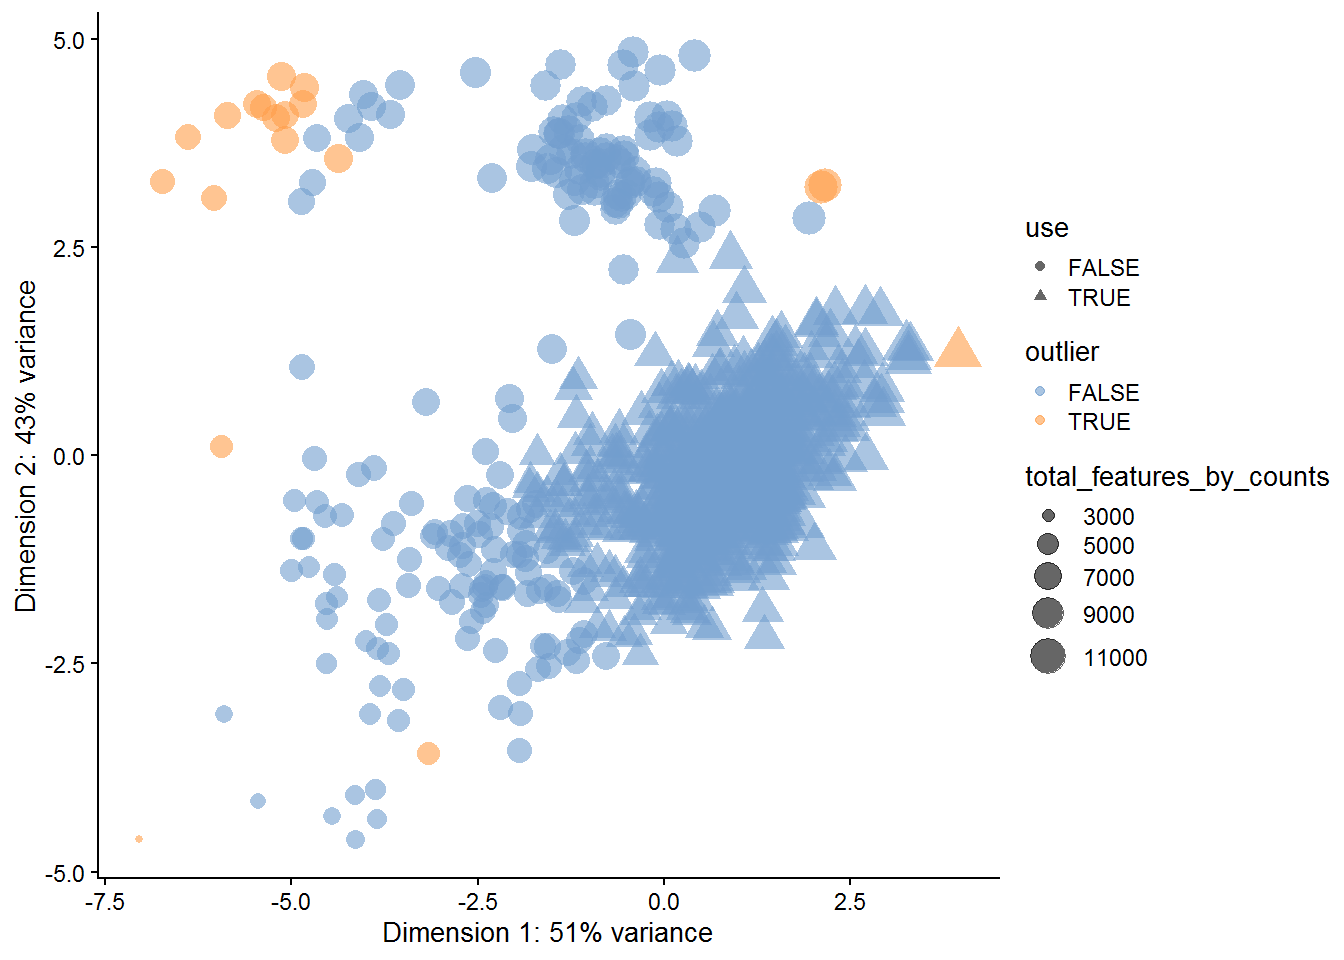 5.0
2.5
0.0
-2.5
-5.0
Dimension 2: 43% variance
-7.5
-5.0
-2.5
0.0
2.5
Dimension 1: 51% variance
use
FALSE
TRUE
outlier
FALSE
TRUE
total_features_by_counts
3000
5000
7000
9000
11000